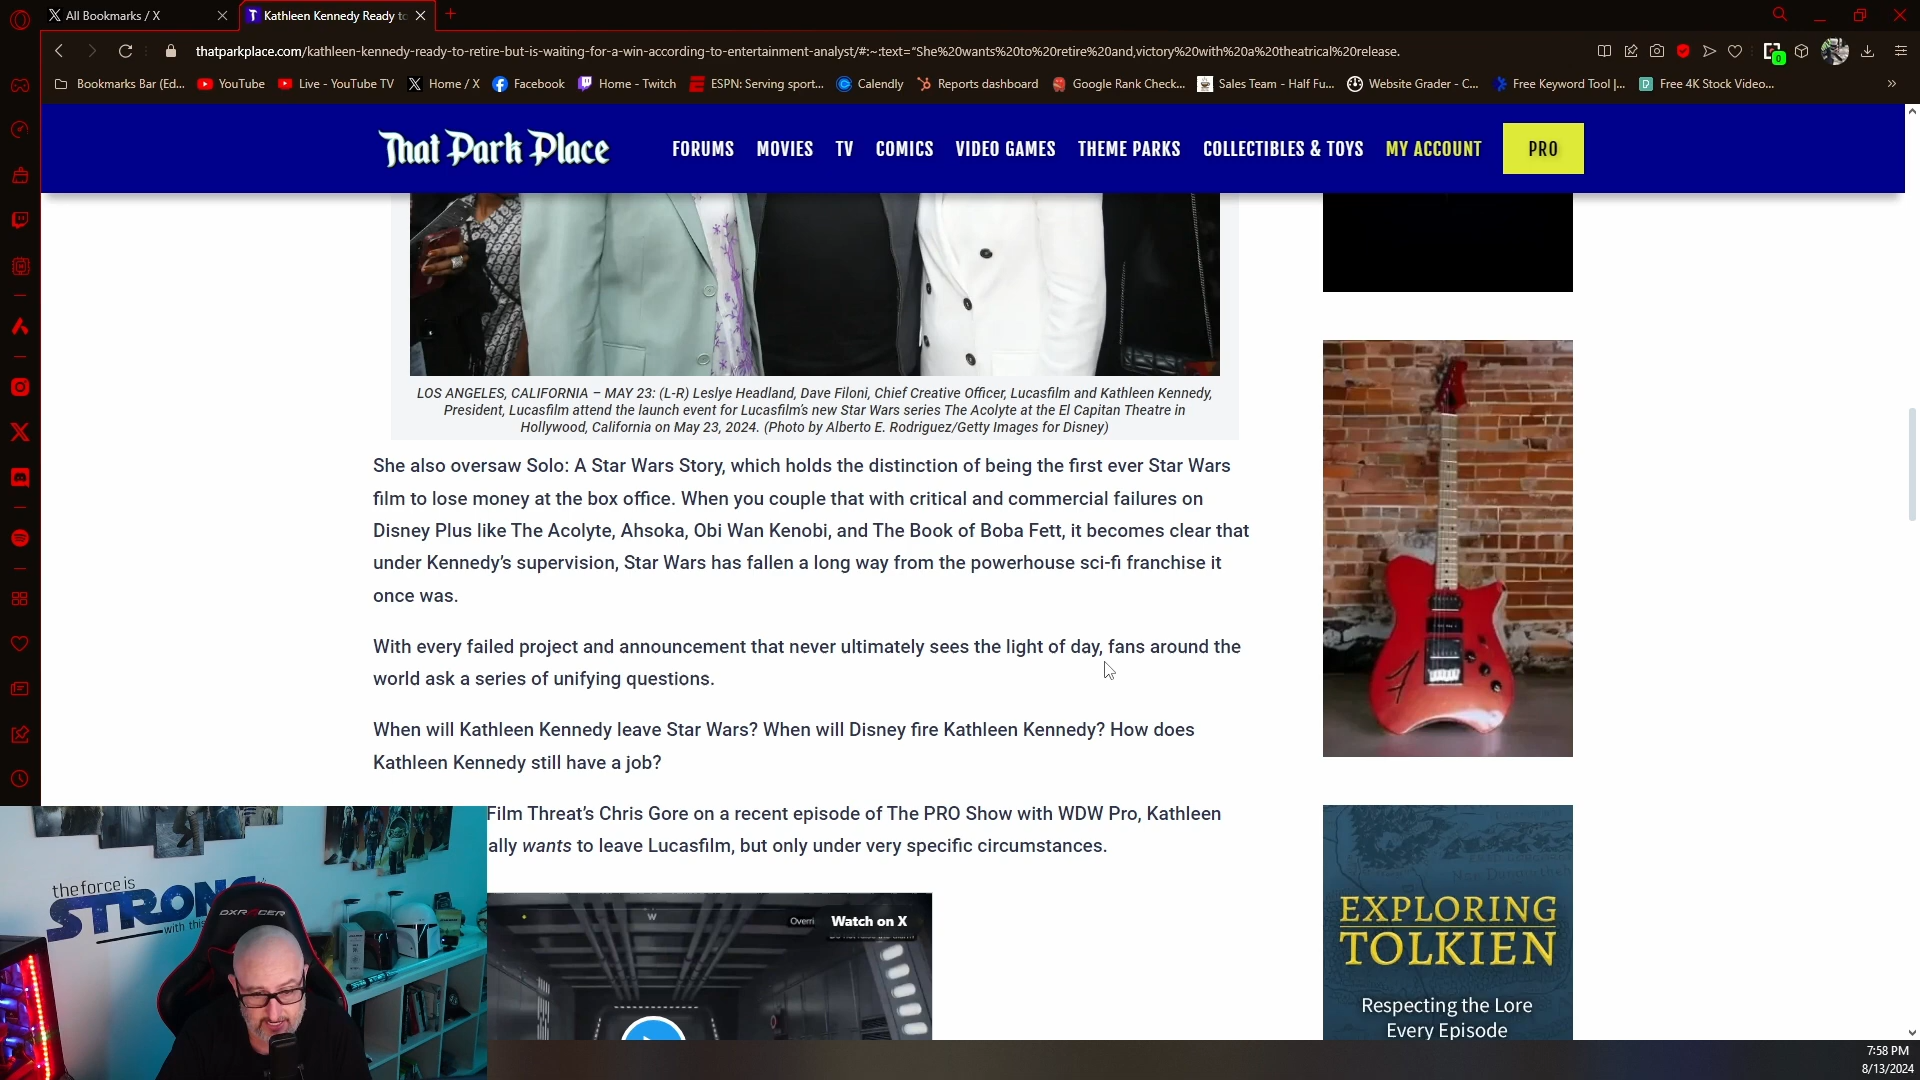 All Bookmarks / X
Kathleen Kennedy Ready to
thatparkplace.com/kathleen-kennedy-ready-to-retire-but-is-waiting-for-a-win-according-to-entertainment-analyst/#:~:text="She%20wants%20to%20retire%20and,victory%20with%20a%20theatrical%20release.
0
Bookmarks Bar (Ed...
YouTube
Live - YouTube TV
Home / X
Facebook
Home - Twitch
ESPN: Serving sport...
Calendly
Reports dashboard
Google Rank Check...
Sales Team - Half Fu...
Website Grader - C...
Free Keyword Tool |...
Free 4K Stock Video...
That Park Place
FORUMS MOVIES TV COMICS VIDEO GAMES THEME PARKS COLLECTIBLES & TOYS MY ACCOUNT PRO
LOS ANGELES, CALIFORNIA – MAY 23: (L-R) Leslye Headland, Dave Filoni, Chief Creative Officer, Lucasfilm and Kathleen Kennedy,
President, Lucasfilm attend the launch event for Lucasfilm's new Star Wars series The Acolyte at the El Capitan Theatre in
Hollywood, California on May 23, 2024. (Photo by Alberto E. Rodriguez/Getty Images for Disney)
She also oversaw Solo: A Star Wars Story, which holds the distinction of being the first ever Star Wars
film to lose money at the box office. When you couple that with critical and commercial failures on
Disney Plus like The Acolyte, Ahsoka, Obi Wan Kenobi, and The Book of Boba Fett, it becomes clear that
under Kennedy's supervision, Star Wars has fallen a long way from the powerhouse sci-fi franchise it
once was.
With every failed project and announcement that never ultimately sees the light of day, fans around the
world ask a series of unifying questions.
When will Kathleen Kennedy leave Star Wars? When will Disney fire Kathleen Kennedy? How does
Kathleen Kennedy still have a job?
Film Threat's Chris Gore on a recent episode of The PRO Show with WDW Pro, Kathleen
ally wants to leave Lucasfilm, but only under very specific circumstances.
W
Overri
Watch on X
EXPLORING
TOLKIEN
Respecting the Lore
Every Episode
the force is
STRONG
with this
DXRACER
7:58 PM
8/13/2024